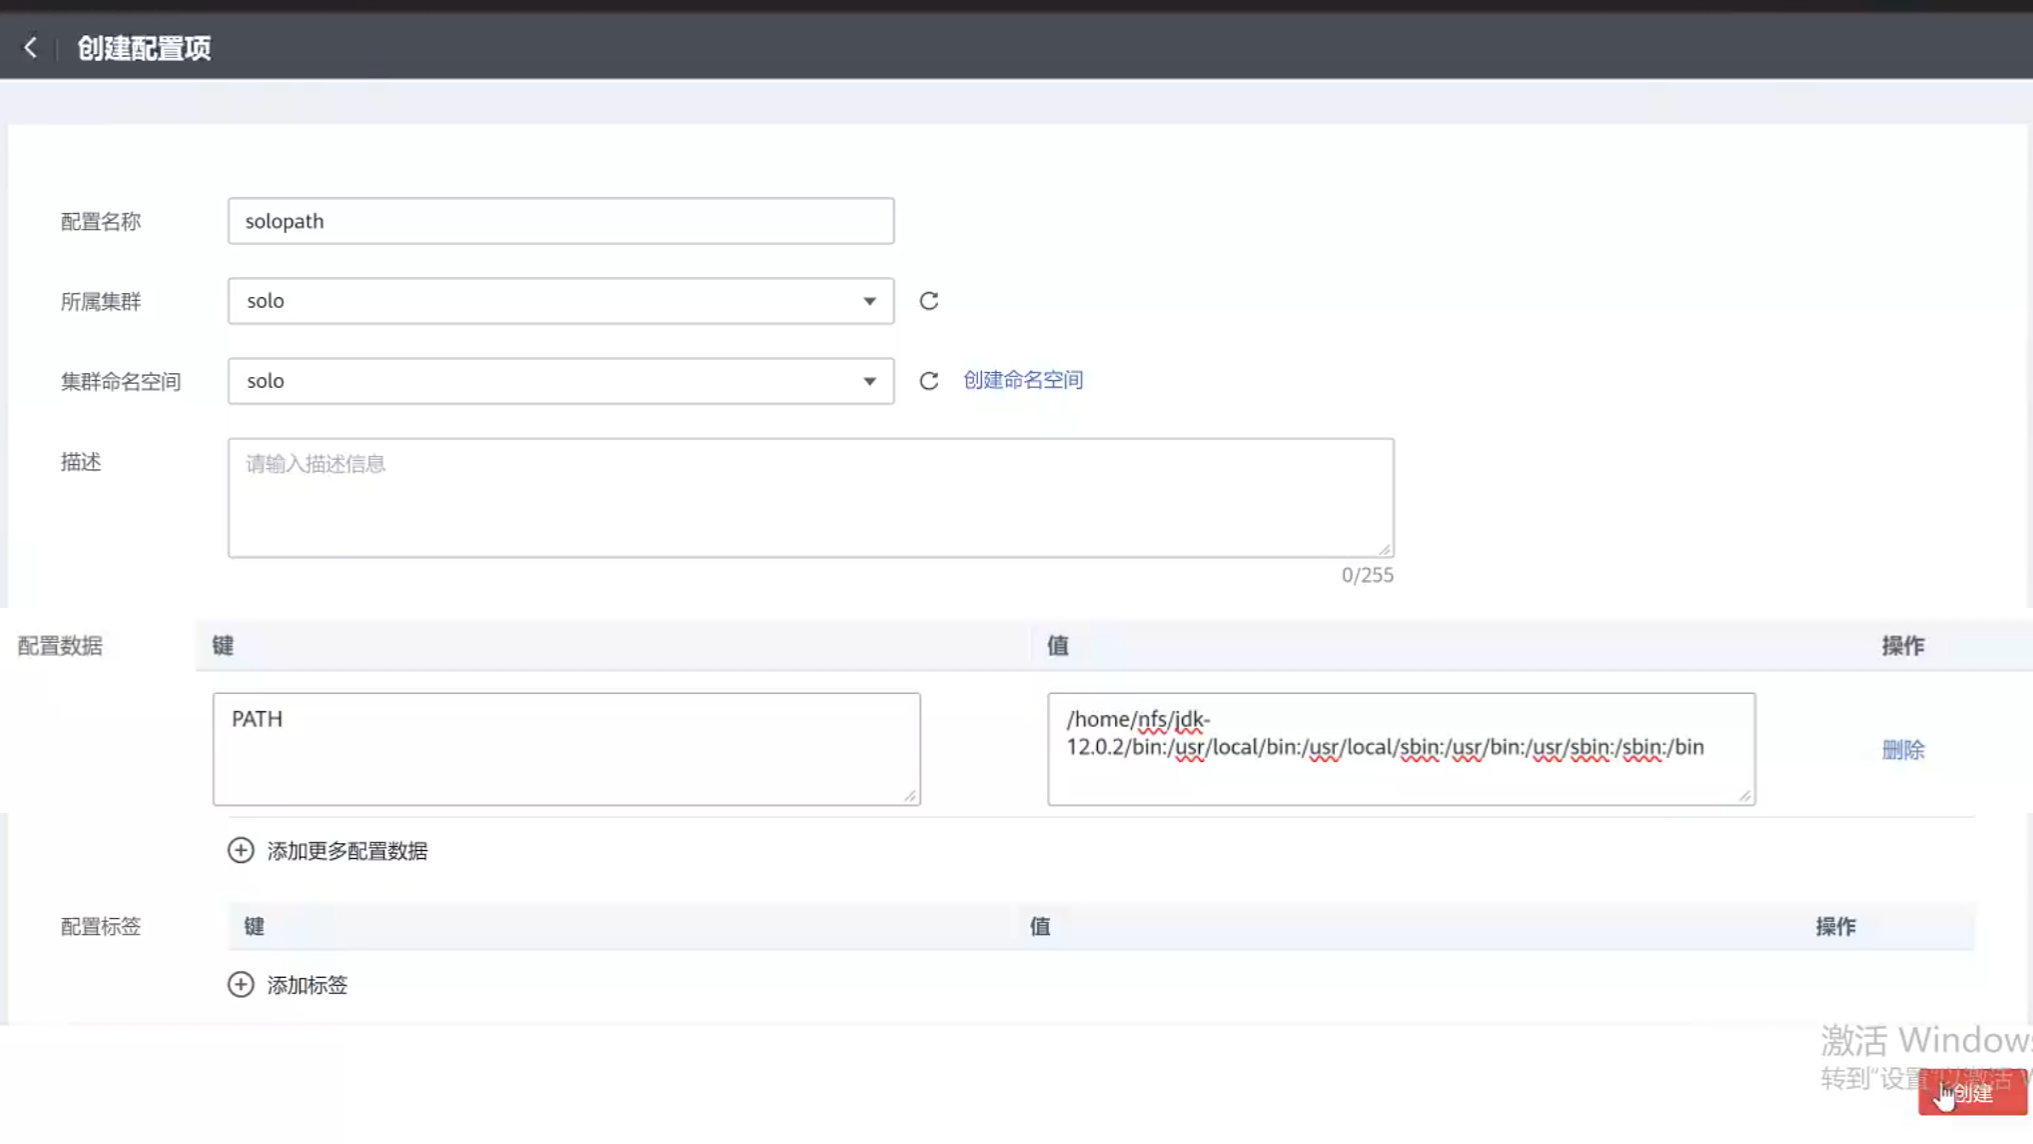 创建配置项
配置名称
solopath
所属集群
solo
集群命名空间
solo
创建命名空间
描述
请输入描述信息
0/255
配置数据
键
值
操作
PATH
/home/nfs/jdk-
12.0.2/bin:/usr/local/bin:/usr/local/sbin:/usr/bin:/usr/sbin:/sbin:/bin
删除
添加更多配置数据
配置标签
键
值
操作
添加标签
激活 Windows
转到"设置"以激活 W
创建